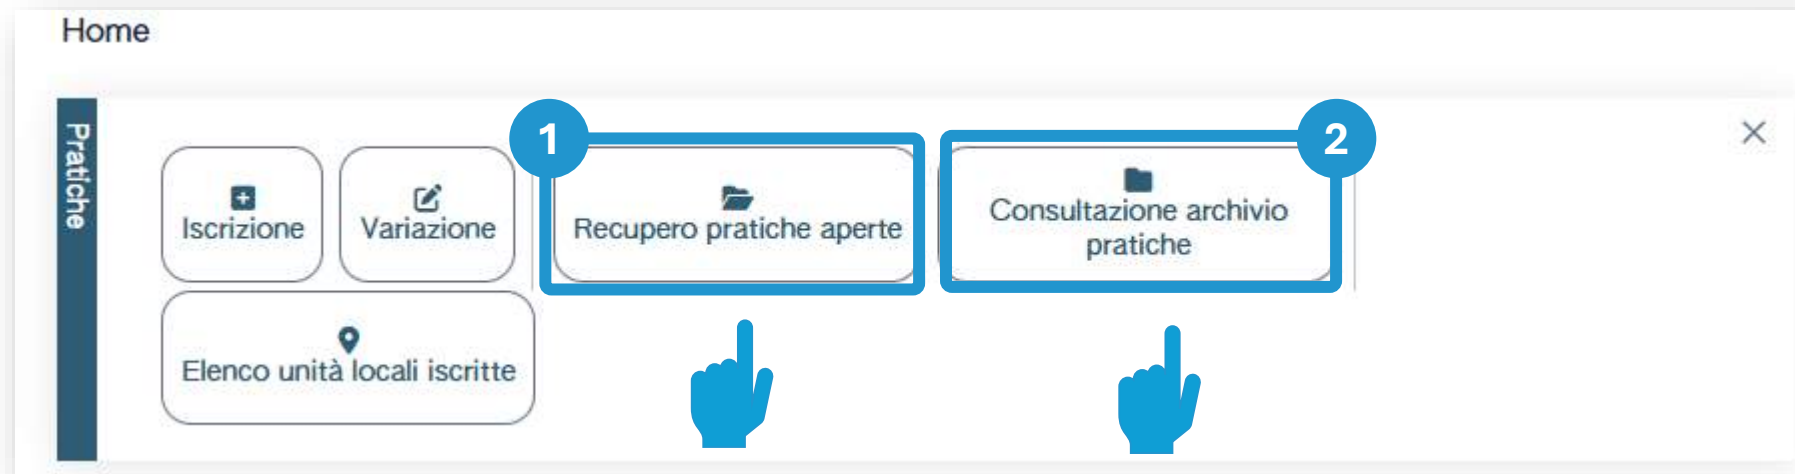 Home
Pratiche
1
2
Iscrizione
Variazione
Recupero pratiche aperte
Consultazione archivio
pratiche
Elenco unità locali iscritte